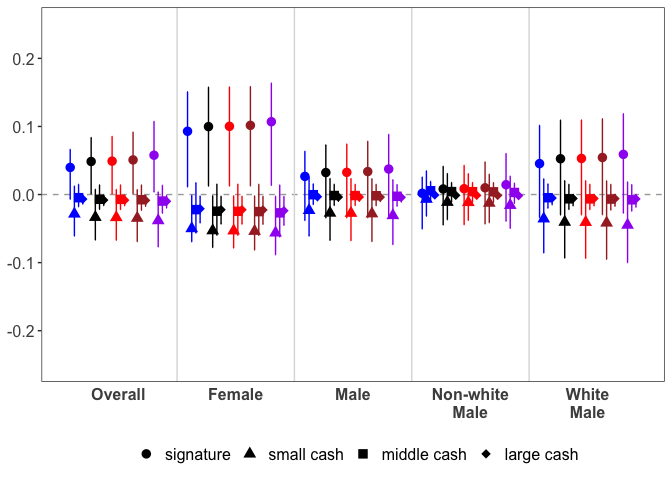 0.2
0.1
0.0
-0.1
-0.2
Overall Female Male Non-white White
Male Male
signature small cash middle cash large cash